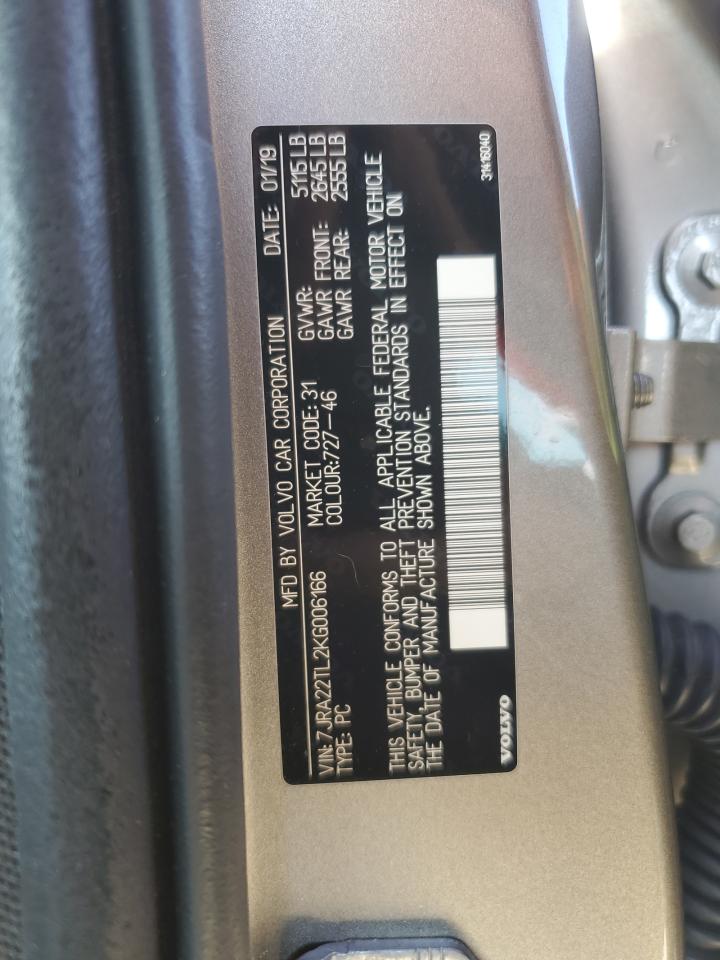 MFD BY VOLVO CAR CORPORATION DATE: 01/19
VIN:7JRA22TL2KG006166 MARKET CODE: 31 GVWR: 5115 LB
TYPE: PC COLOUR:727-46 GAWR FRONT: 2645 LB
GAWR REAR: 2555 LB
THIS VEHICLE CONFORMS TO ALL APPLICABLE FEDERAL MOTOR VEHICLE
SAFETY, BUMPER AND THEFT PREVENTION STANDARDS IN EFFECT ON
THE DATE OF MANUFACTURE SHOWN ABOVE.
VOLVO 31416040